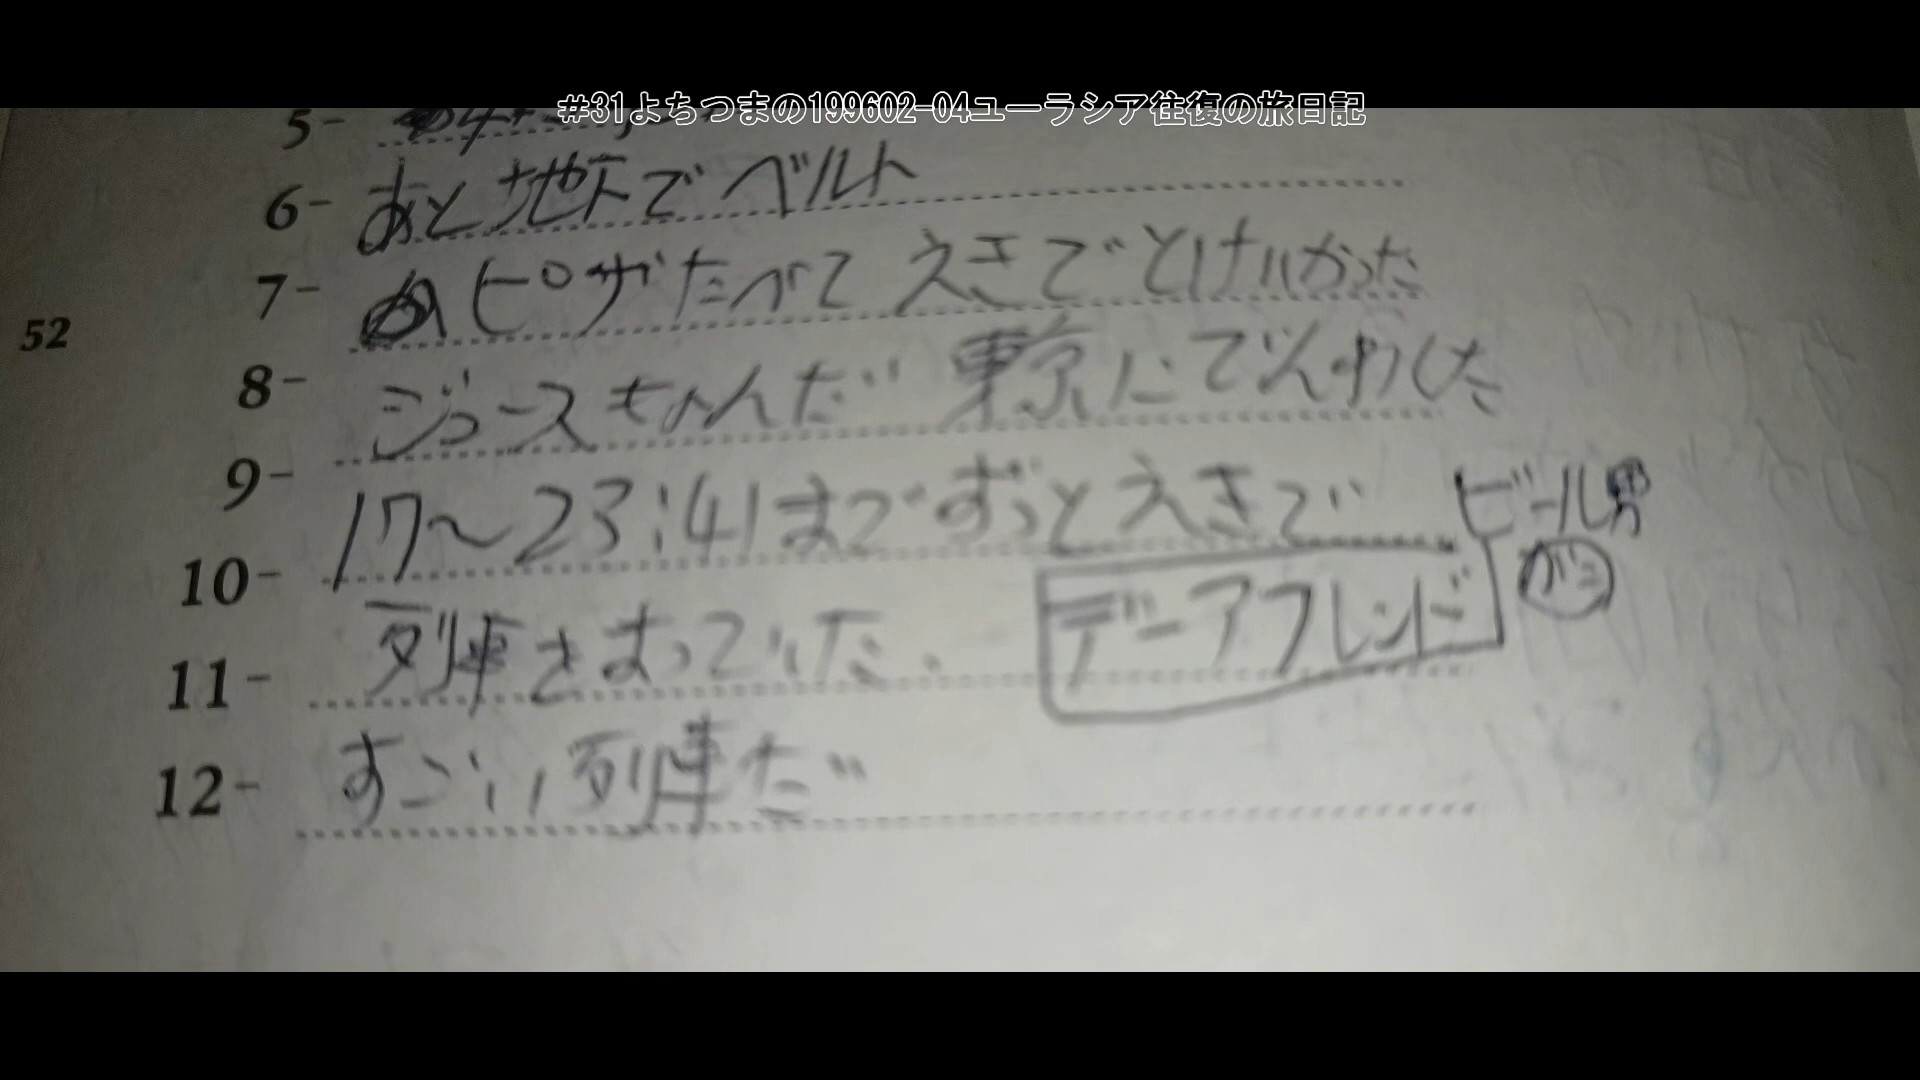 #31よちつまの199602-04ユーラシア往復の旅日記
5-
6- あと地下でベルト
7- ピザたべて えきでとけいかった
52
8- ジュースものんだ 東京にでんわした
9- 17～23:41まで ずっと えきで ビール男
10- 列車をまっていた. デーアフレンド
11- すごい列車だ
12-